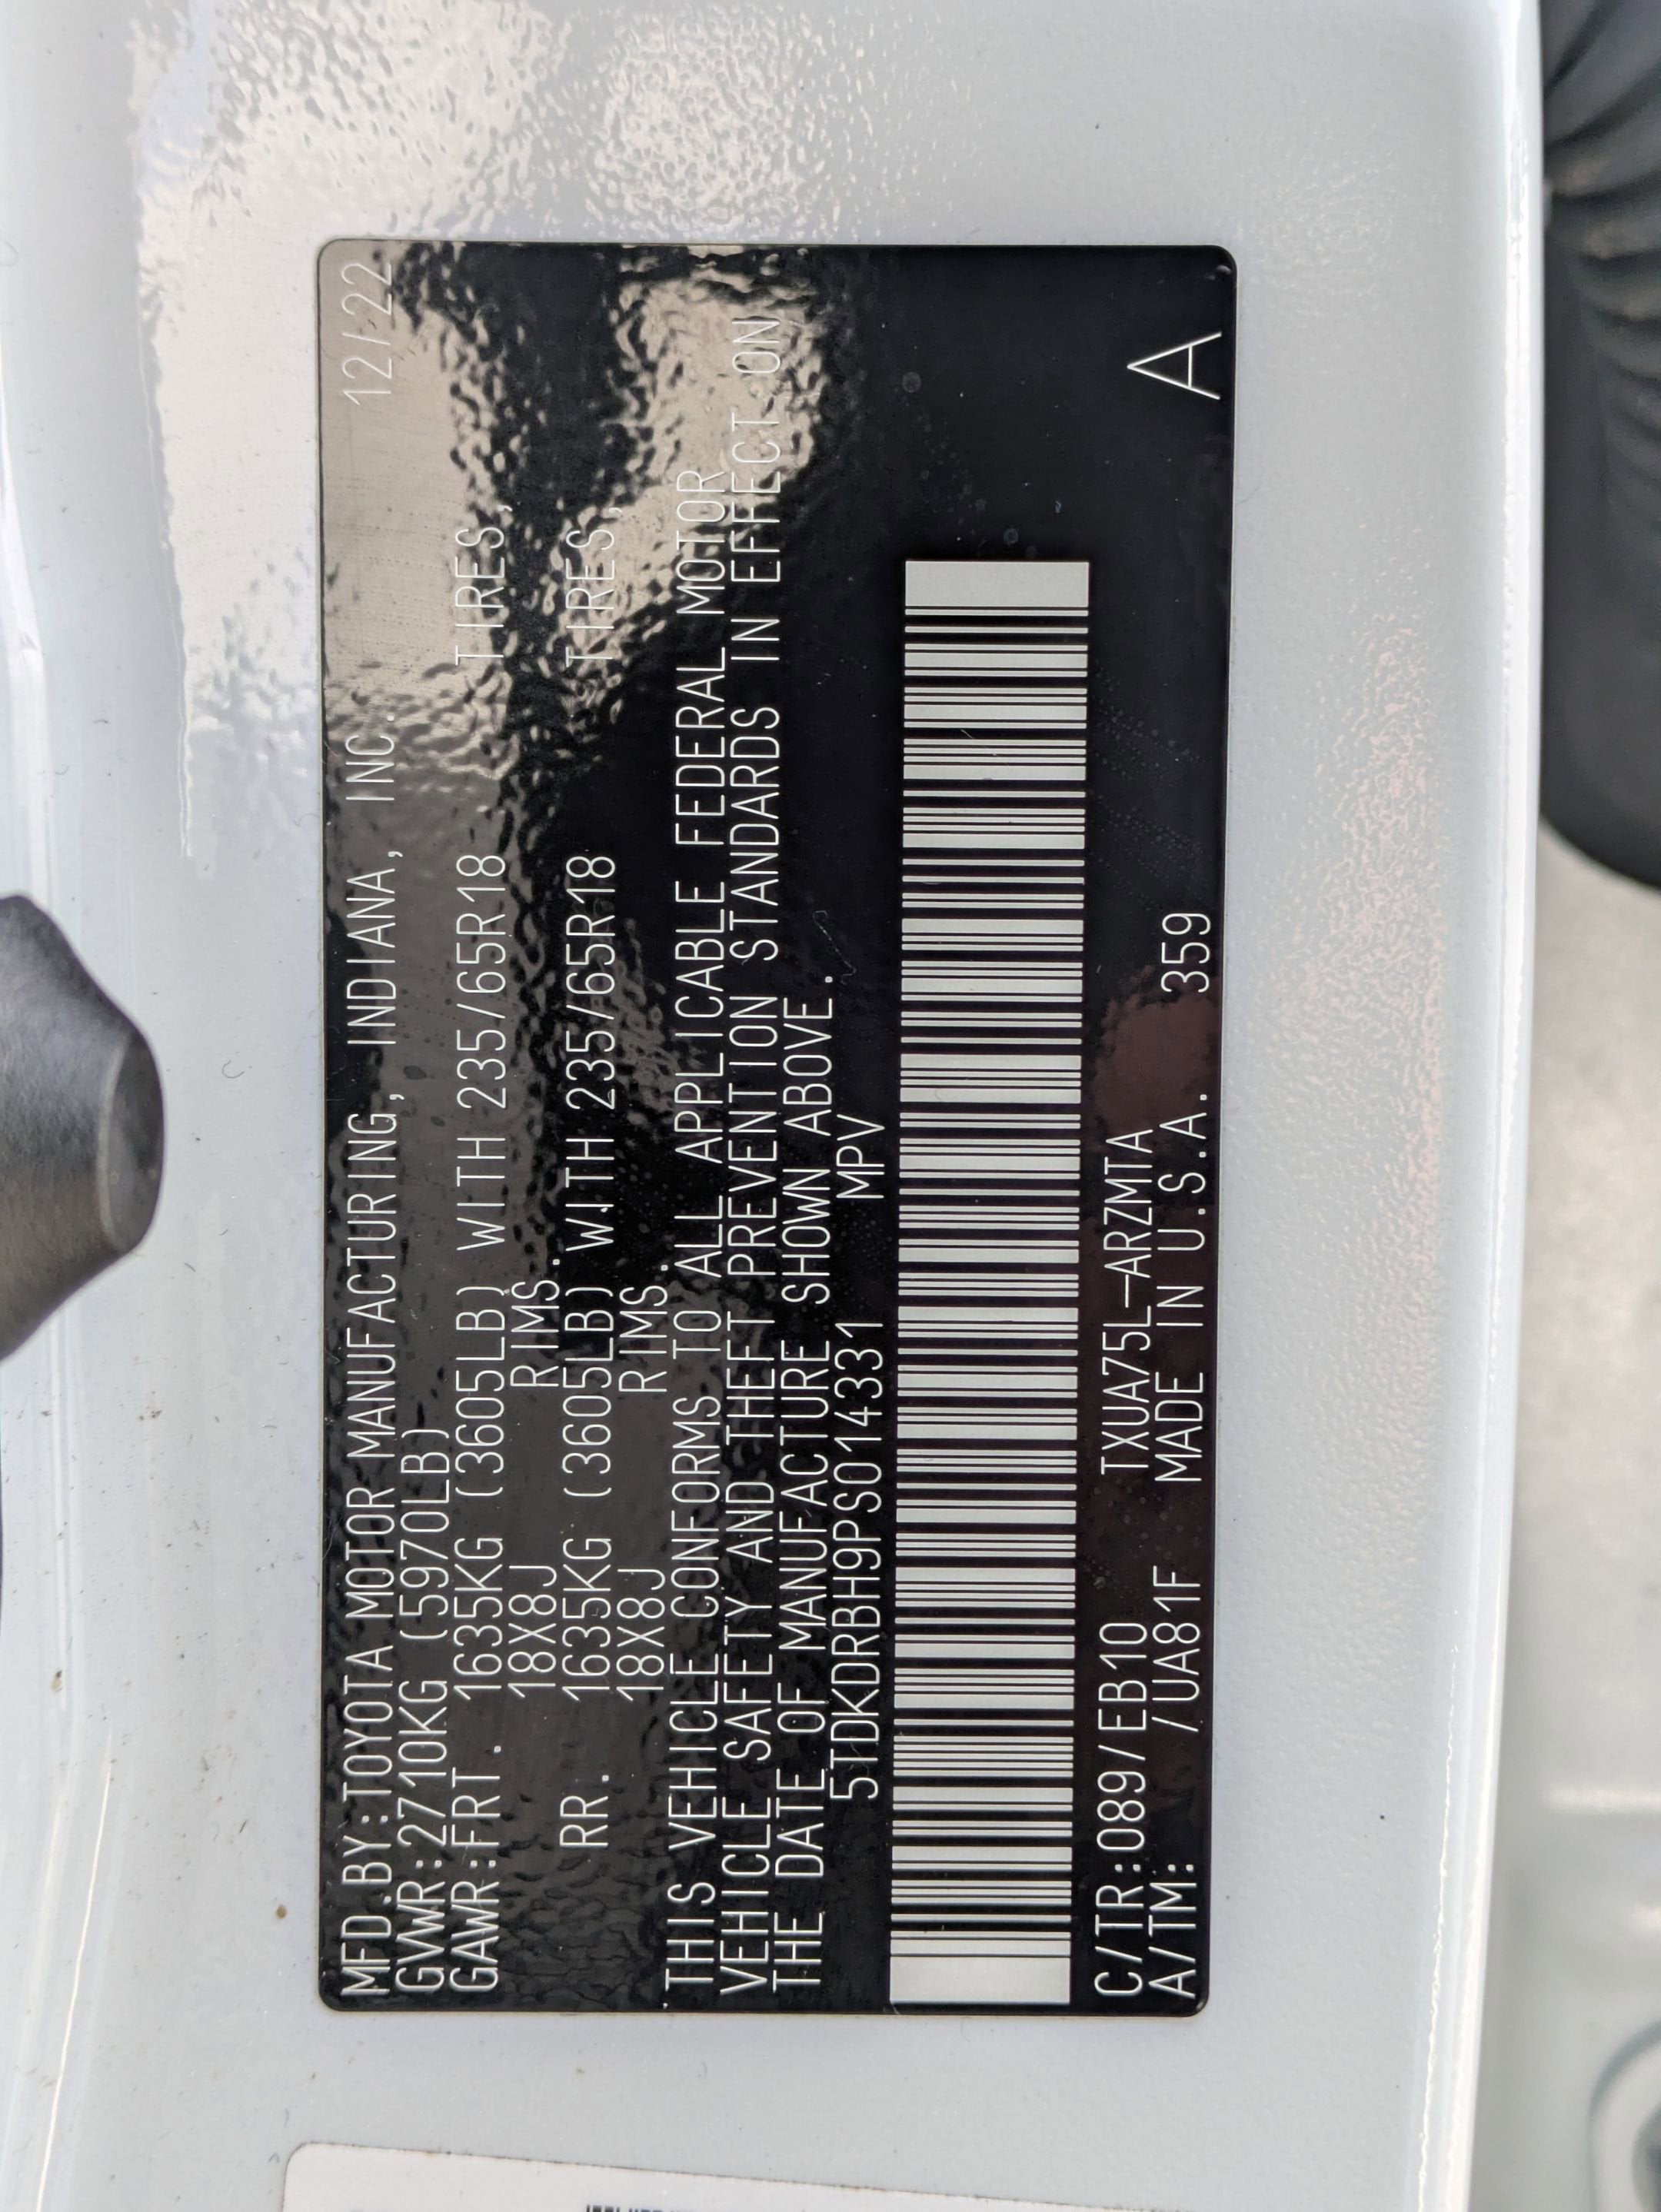 MFD.BY:TOYOTA MOTOR MANUFACTURING, INDIANA, INC. 12/22
GVWR:2710KG (5970LB)
GAWR:FRT. 1635KG (3605LB) WITH 235/65R18 TIRES,
18X8J RIMS.
RR. 1635KG (3605LB) WITH 235/65R18 TIRES,
18X8J RIMS.
THIS VEHICLE CONFORMS TO ALL APPLICABLE FEDERAL MOTOR
VEHICLE SAFETY AND THEFT PREVENTION STANDARDS IN EFFECT ON
THE DATE OF MANUFACTURE SHOWN ABOVE.
5TDKDRBH9PS014331 MPV
C/TR:089/EB10 TXUA75L-ARZMTA
A/TM: /UA81F MADE IN U.S.A. 359 A